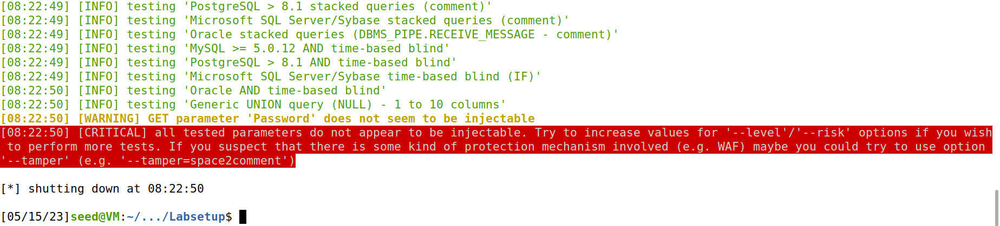 [08:22:49] [INFO] testing 'PostgreSQL > 8.1 stacked queries (comment)'
[08:22:49] [INFO] testing 'Microsoft SQL Server/Sybase stacked queries (comment)'
[08:22:49] [INFO] testing 'Oracle stacked queries (DBMS_PIPE.RECEIVE_MESSAGE - comment)'
[08:22:49] [INFO] testing 'MySQL >= 5.0.12 AND time-based blind'
[08:22:49] [INFO] testing 'PostgreSQL > 8.1 AND time-based blind'
[08:22:49] [INFO] testing 'Microsoft SQL Server/Sybase time-based blind (IF)'
[08:22:50] [INFO] testing 'Oracle AND time-based blind'
[08:22:50] [INFO] testing 'Generic UNION query (NULL) - 1 to 10 columns'
[08:22:50] [WARNING] GET parameter 'Password' does not seem to be injectable
[08:22:50] [CRITICAL] all tested parameters do not appear to be injectable. Try to increase values for '--level'/'--risk' options if you wish
to perform more tests. If you suspect that there is some kind of protection mechanism involved (e.g. WAF) maybe you could try to use option
'--tamper' (e.g. '--tamper=space2comment')
[*] shutting down at 08:22:50
[05/15/23]seed@VM:~/.../Labsetup$